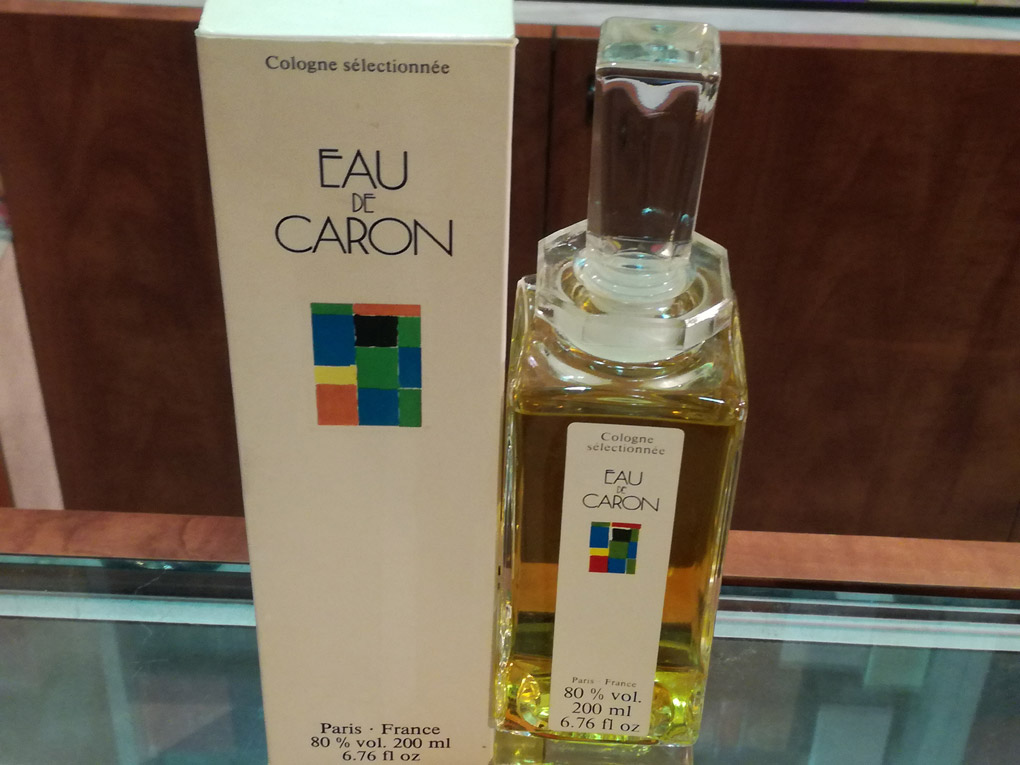 Cologne sélectionnée
EAU
DE
CARON
Paris · France
80 % vol. 200 ml
6.76 fl oz
Cologne
sélectionnée
EAU
DE
CARON
Paris · France
80 % vol.
200 ml
6.76 fl oz